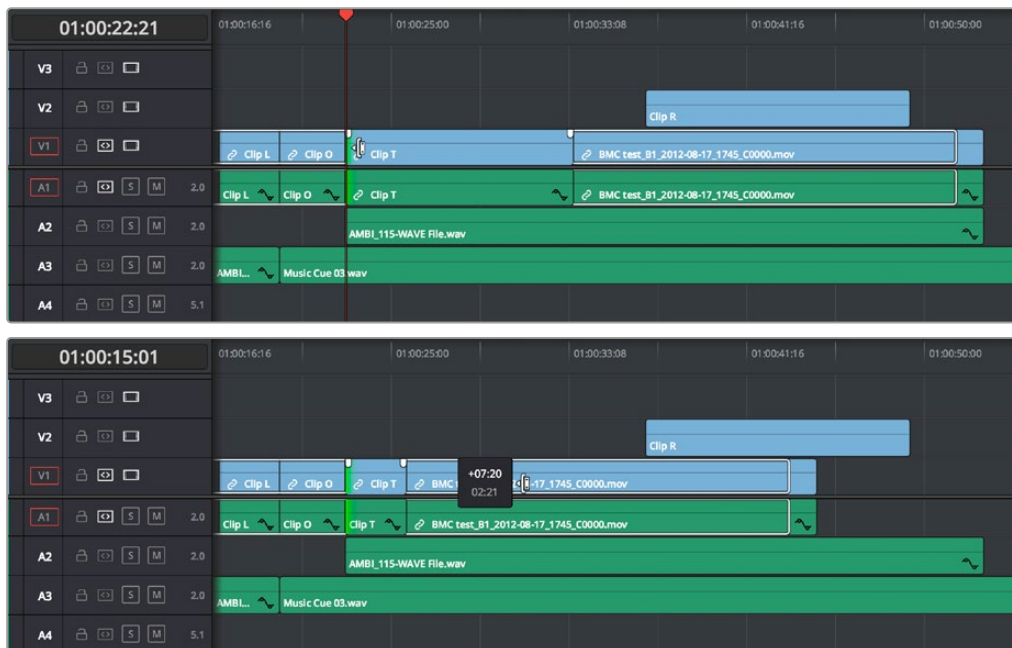 01:00:22:21 01:00:16:16 01:00:25:00 01:00:33:08 01:00:41:16 01:00:50:00
V3
V2 Clip R
V1 Clip L Clip O Clip T BMC test_B1_2012-08-17_1745_C0000.mov
A1 S M 2.0 Clip L Clip O Clip T BMC test_B1_2012-08-17_1745_C0000.mov
A2 S M 2.0 AMBI_115-WAVE File.wav
A3 S M 2.0 AMBI... Music Cue 03.wav
A4 S M 5.1
01:00:15:01 01:00:16:16 01:00:25:00 01:00:33:08 01:00:41:16 01:00:50:00
V3
V2 Clip R
V1 Clip L Clip O Clip T BMC -17_1745_C0000.mov
+07:20
02:21
A1 S M 2.0 Clip L Clip O Clip T BMC test_B1_2012-08-17_1745_C0000.mov
A2 S M 2.0 AMBI_115-WAVE File.wav
A3 S M 2.0 AMBI... Music Cue 03.wav
A4 S M 5.1